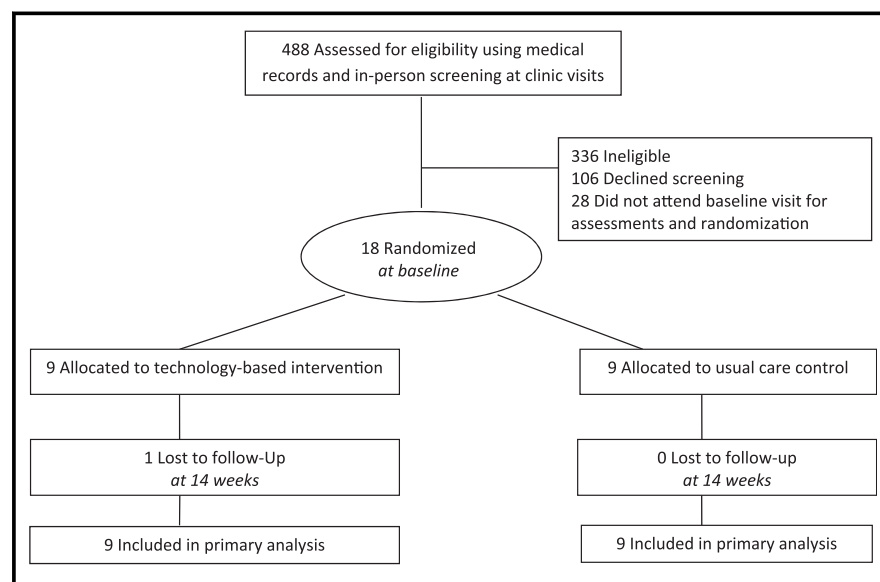 488 Assessed for eligibility using medical
records and in-person screening at clinic visits
336 Ineligible
106 Declined screening
28 Did not attend baseline visit for
assessments and randomization
18 Randomized
at baseline
9 Allocated to technology-based intervention
9 Allocated to usual care control
1 Lost to follow-Up
at 14 weeks
0 Lost to follow-up
at 14 weeks
9 Included in primary analysis
9 Included in primary analysis